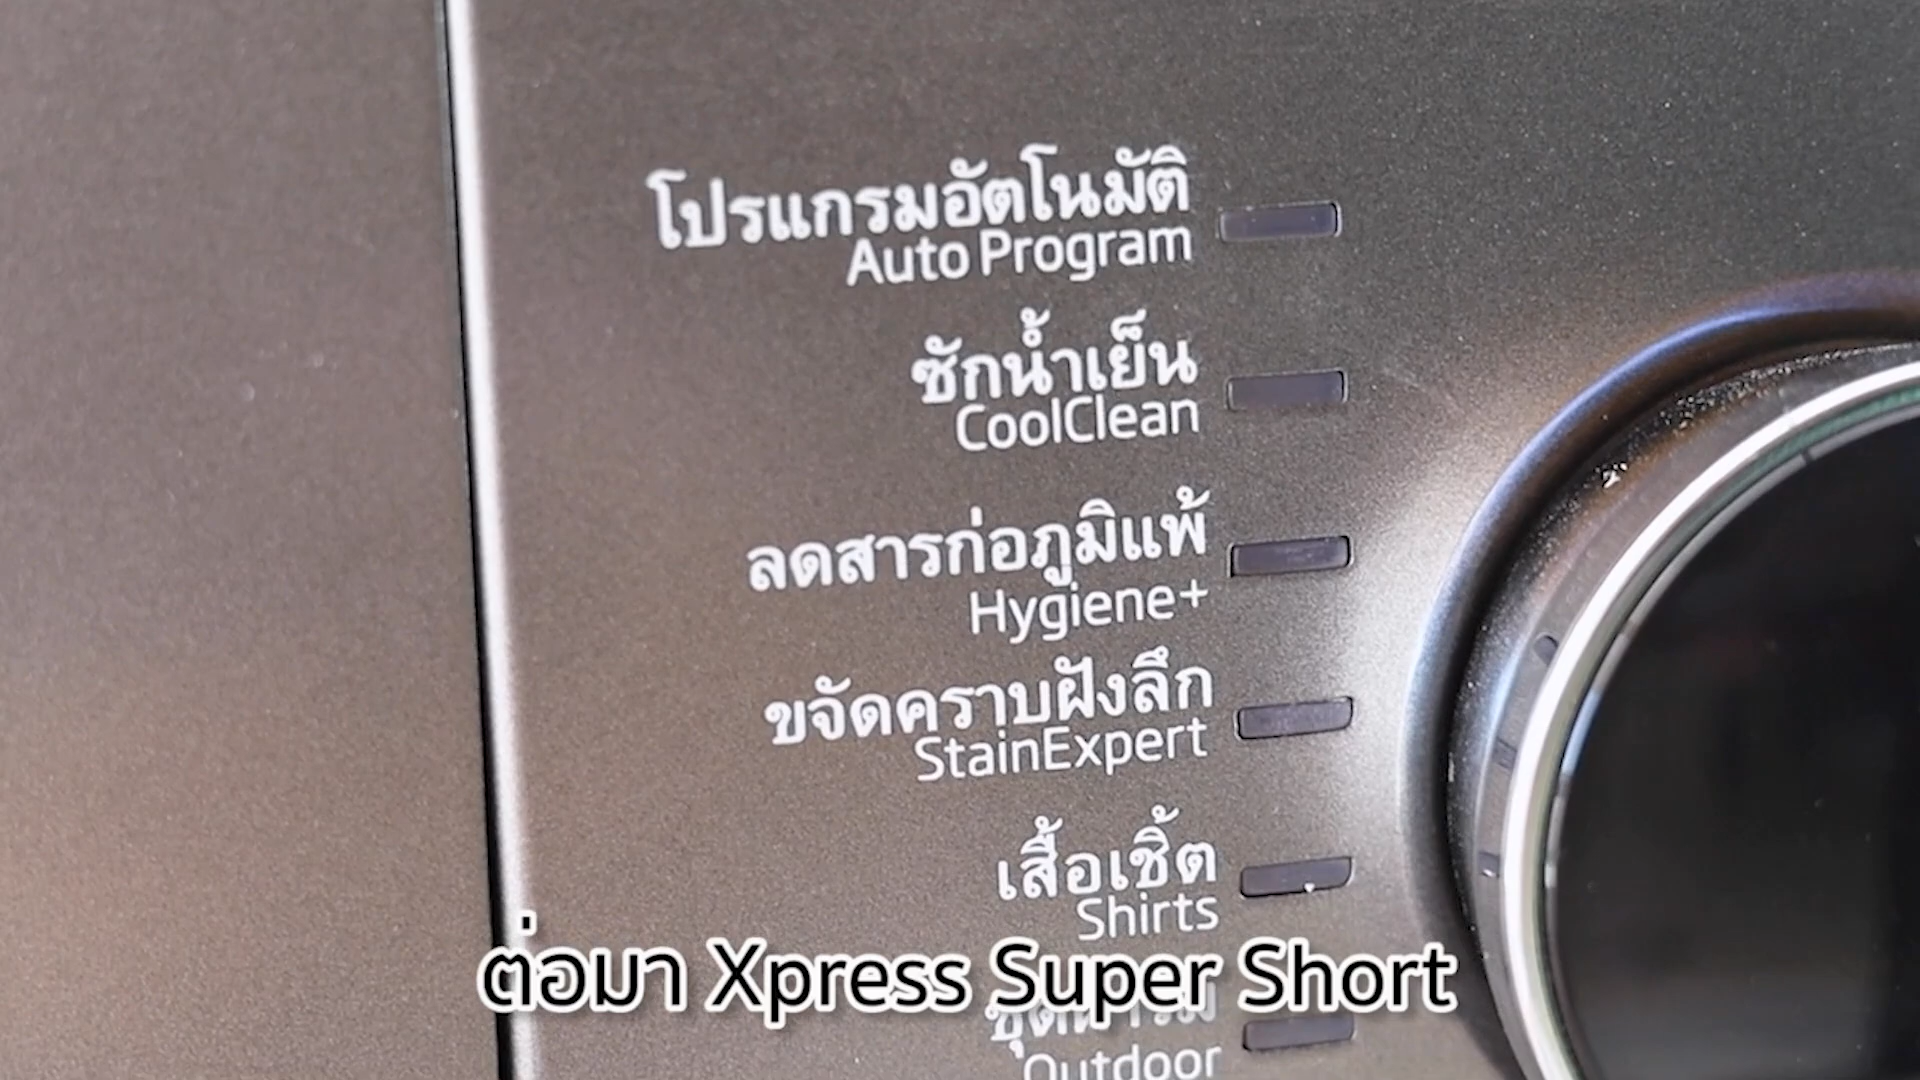 โปรแกรมอัตโนมัติ
Auto Program
ซักน้ำเย็น
CoolClean
ลดสารก่อภูมิแพ้
Hygiene+
ขจัดคราบฝังลึก
StainExpert
เสื้อเชิ้ต
Shirts
ต่อมา Xpress Super Short
Outdoor